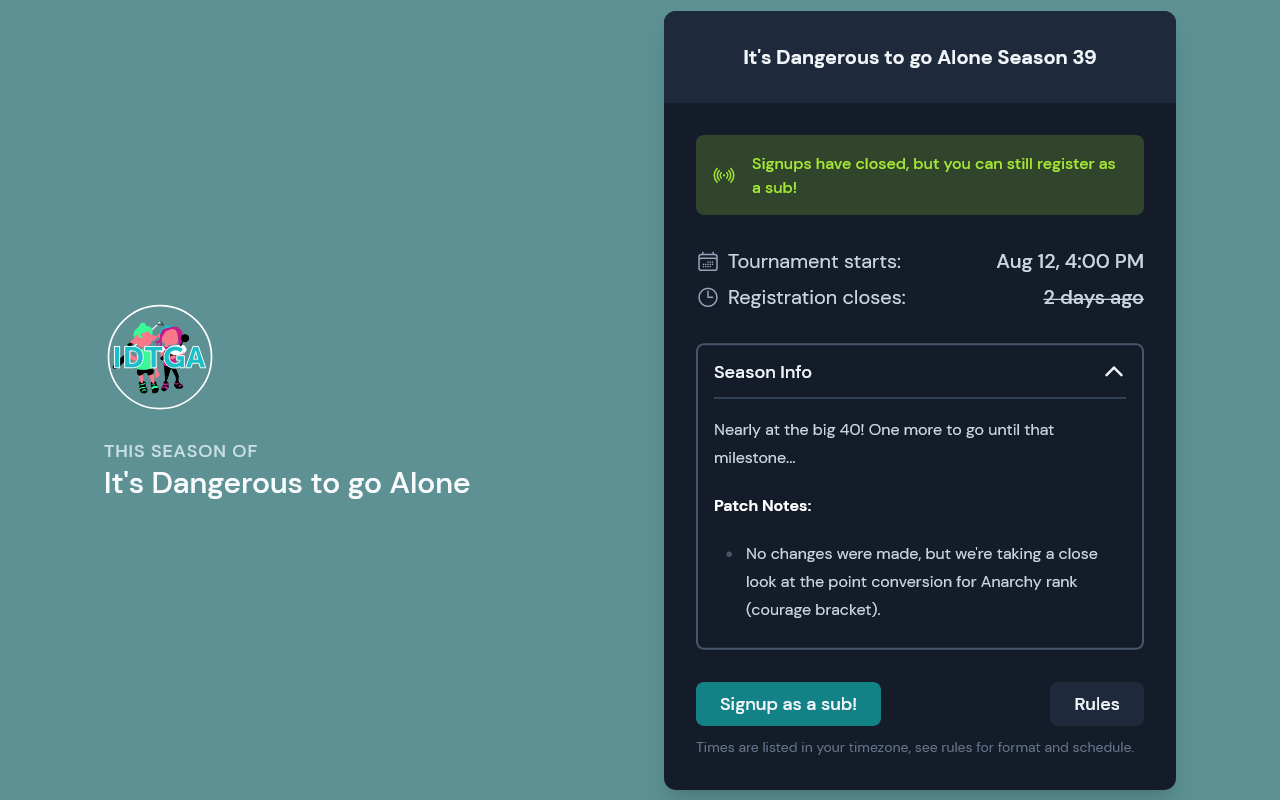 IDTGA
THIS SEASON OF
It's Dangerous to go Alone
It's Dangerous to go Alone Season 39
Signups have closed, but you can still register as
a sub!
Tournament starts: Aug 12, 4:00 PM
Registration closes: 2 days ago
Season Info
Nearly at the big 40! One more to go until that
milestone...
Patch Notes:
• No changes were made, but we're taking a close
look at the point conversion for Anarchy rank
(courage bracket).
Signup as a sub! Rules
Times are listed in your timezone, see rules for format and schedule.